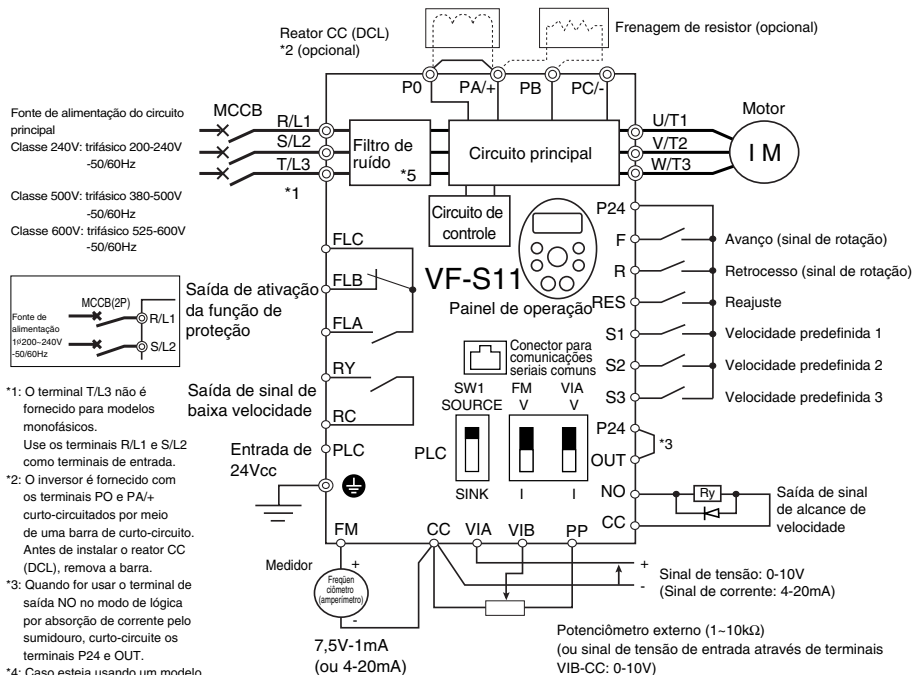 Reator CC (DCL)
*2 (opcional)
Frenagem de resistor (opcional)
P0
PA/+
PB
PC/-
Fonte de alimentação do circuito
principal
Classe 240V: trifásico 200-240V
-50/60Hz
Classe 500V: trifásico 380-500V
-50/60Hz
Classe 600V: trifásico 525-600V
-50/60Hz
MCCB
R/L1
S/L2
T/L3
*1
Filtro de
ruído
*5
Circuito principal
Circuito de
controle
U/T1
V/T2
W/T3
Motor
I M
MCCB(2P)
Fonte de
alimentação
1ø200~240V
-50/60Hz
R/L1
S/L2
FLC
FLB
FLA
Saída de ativação
da função de
proteção
RY
RC
Saída de sinal de
baixa velocidade
PLC
Entrada de
24Vcc
VF-S11
Painel de operação
Conector para
comunicações
seriais comuns
SW1
SOURCE
PLC
SINK
FM
V
I
VIA
V
I
P24
F
R
RES
S1
S2
S3
P24
OUT
NO
CC
Avanço (sinal de rotação)
Retrocesso (sinal de rotação)
Reajuste
Velocidade predefinida 1
Velocidade predefinida 2
Velocidade predefinida 3
*3
Ry
Saída de sinal
de alcance de
velocidade
*1: O terminal T/L3 não é
fornecido para modelos
monofásicos.
Use os terminais R/L1 e S/L2
como terminais de entrada.
*2: O inversor é fornecido com
os terminais PO e PA/+
curto-circuitados por meio
de uma barra de curto-circuito.
Antes de instalar o reator CC
(DCL), remova a barra.
*3: Quando for usar o terminal de
saída NO no modo de lógica
por absorção de corrente pelo
sumidouro, curto-circuite os
terminais P24 e OUT.
*4: Caso esteja usando um modelo
FM
CC
VIA
VIB
PP
Medidor
+
Freqüen
ciômetro
(amperímetro)
-
7,5V-1mA
(ou 4-20mA)
+
-
Sinal de tensão: 0-10V
(Sinal de corrente: 4-20mA)
Potenciômetro externo (1~10kΩ)
(ou sinal de tensão de entrada através de terminais
VIB-CC: 0-10V)